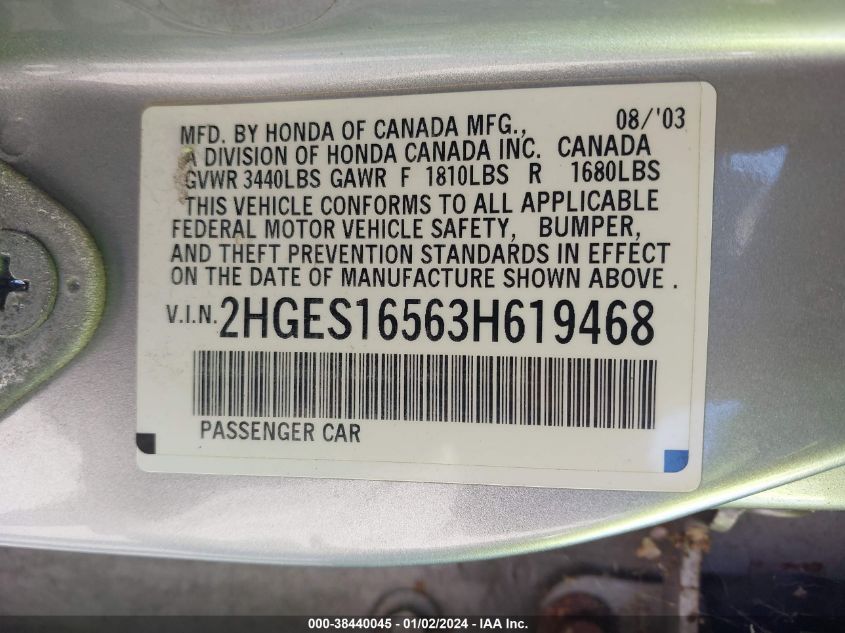 MFD. BY HONDA OF CANADA MFG., 08/'03
A DIVISION OF HONDA CANADA INC. CANADA
GVWR 3440LBS GAWR F 1810LBS R 1680LBS
THIS VEHICLE CONFORMS TO ALL APPLICABLE
FEDERAL MOTOR VEHICLE SAFETY, BUMPER,
AND THEFT PREVENTION STANDARDS IN EFFECT
ON THE DATE OF MANUFACTURE SHOWN ABOVE .
V.I.N. 2HGES16563H619468
PASSENGER CAR
000-38440045 - 01/02/2024 - IAA Inc.